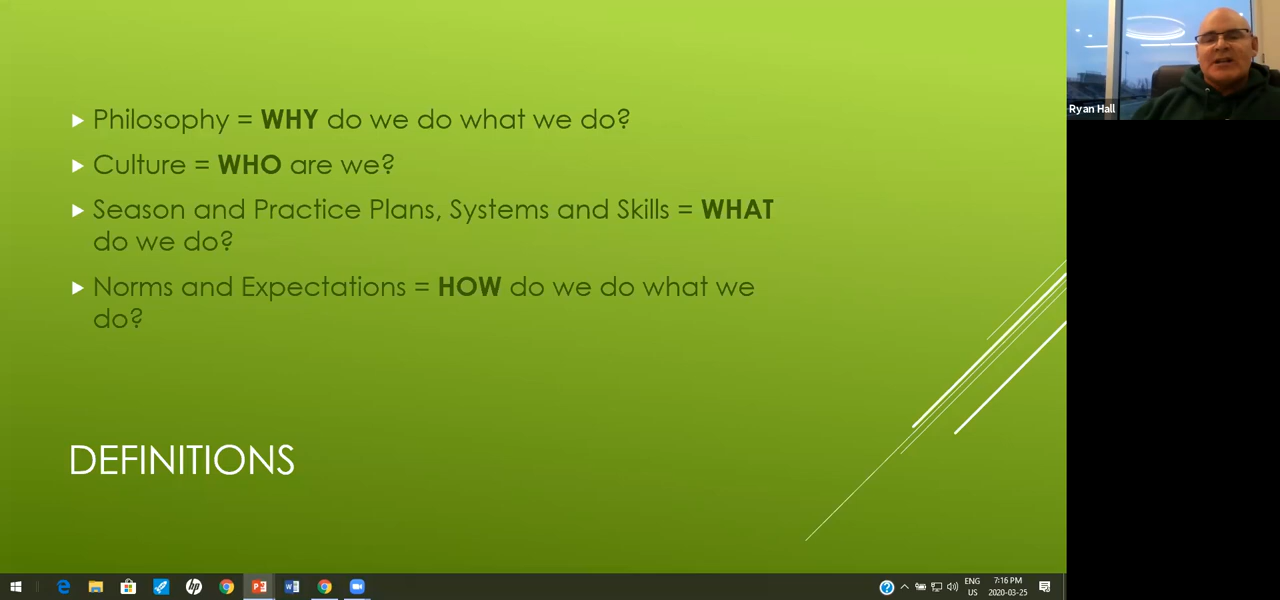 Philosophy = WHY do we do what we do?
Culture = WHO are we?
Season and Practice Plans, Systems and Skills = WHAT
do we do?
Norms and Expectations = HOW do we do what we
do?
DEFINITIONS
Ryan Hall
ENG
US
7:16 PM
2020-03-25